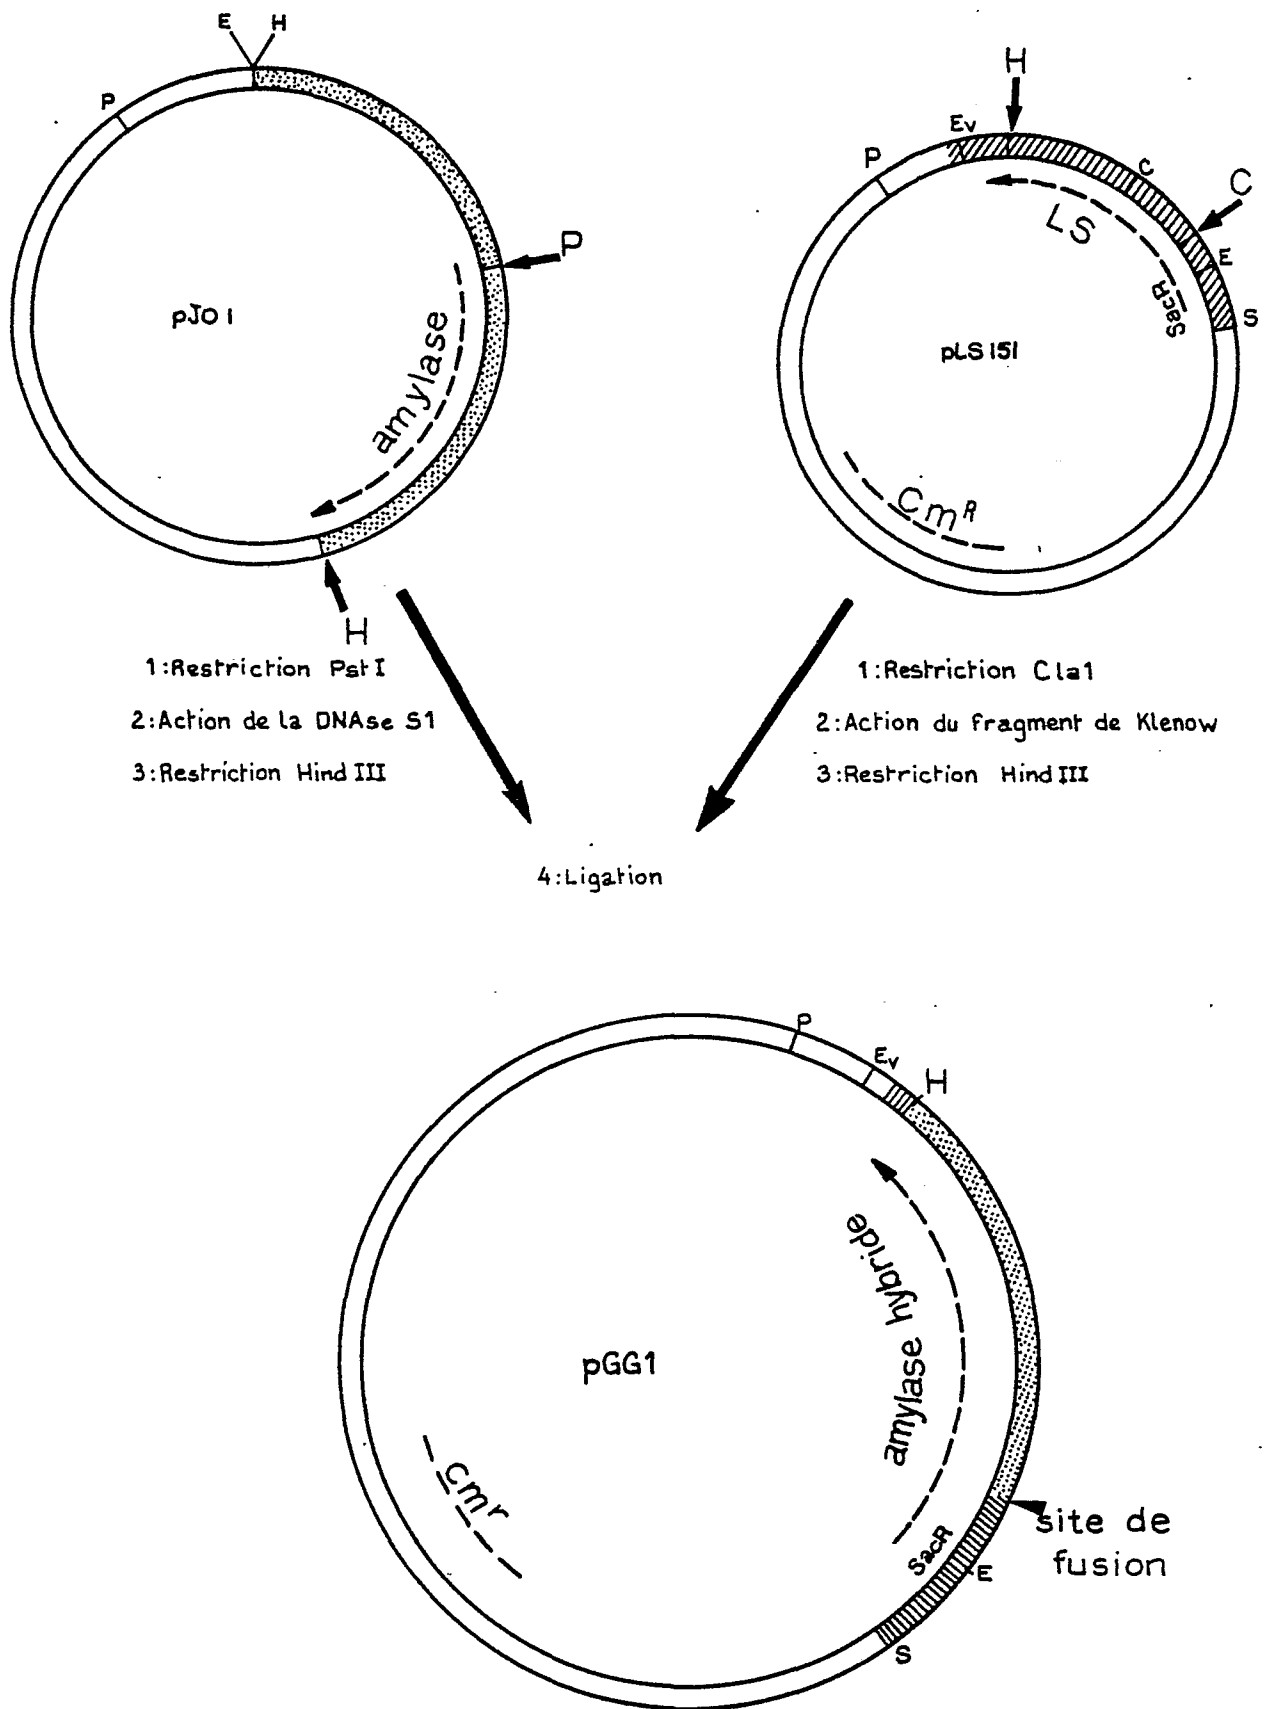 E H
P
P
pJO1
amylase
H
H
Ev
P
C
C
E
LS
SacR
S
pLS151
CmR
1:Restriction PstI
2:Action de la DNAse S1
3:Restriction Hind III
1:Restriction Cla1
2:Action du fragment de Klenow
3:Restriction Hind III
4:Ligation
P
Ev
H
amylase hybride
pGG1
cmr
SacR
E
site de
fusion
S